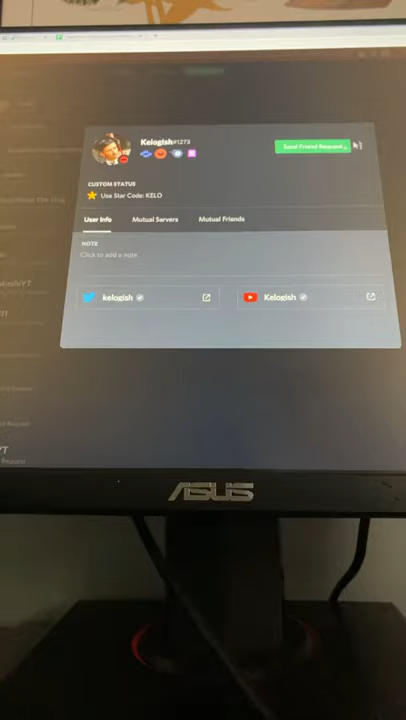 Kelogish#1273
Send Friend Request
CUSTOM STATUS
Use Star Code: KELO
User Info
Mutual Servers
Mutual Friends
NOTE
Click to add a note
kelogish
Kelogish
ASUS